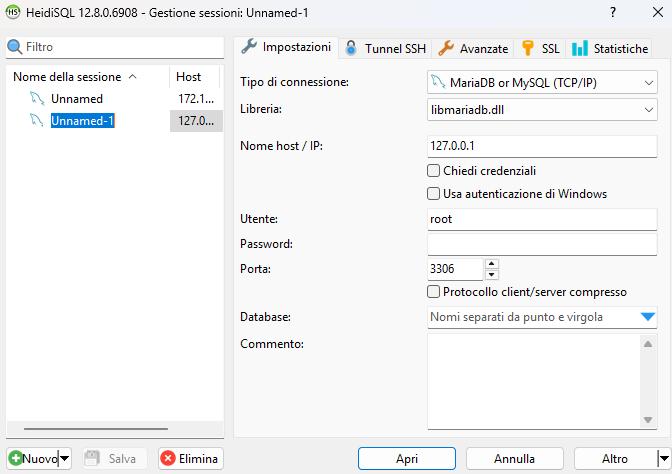 HeidiSQL 12.8.0.6908 - Gestione sessioni: Unnamed-1
Filtro
Nome della sessione Host
Unnamed 172.1...
Unnamed-1 127.0...
Nuovo Salva Elimina
Impostazioni Tunnel SSH Avanzate SSL Statistiche
Tipo di connessione: MariaDB or MySQL (TCP/IP)
Libreria: libmariadb.dll
Nome host / IP: 127.0.0.1
Chiedi credenziali
Usa autenticazione di Windows
Utente: root
Password:
Porta: 3306
Protocollo client/server compresso
Database: Nomi separati da punto e virgola
Commento:
Apri Annulla Altro